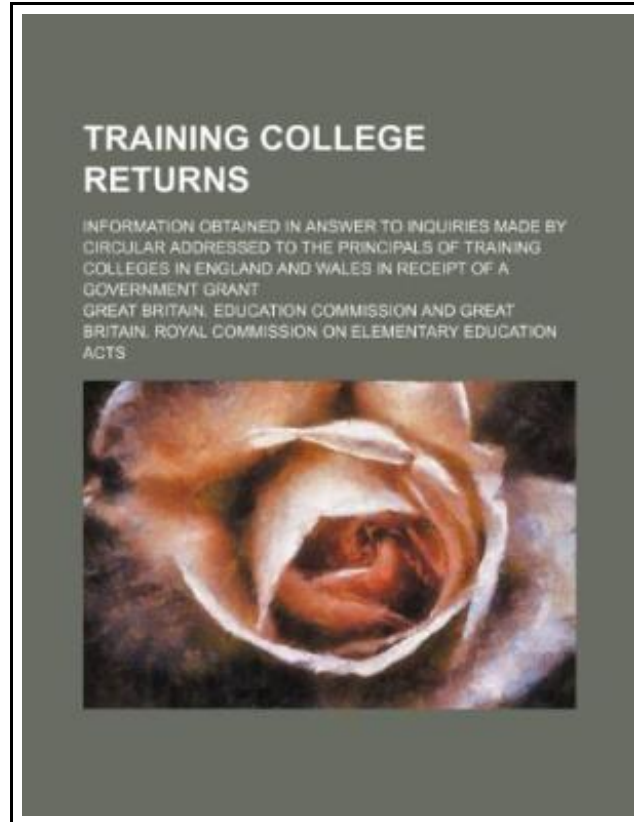 TRAINING COLLEGE
RETURNS
INFORMATION OBTAINED IN ANSWER TO INQUIRIES MADE BY
CIRCULAR ADDRESSED TO THE PRINCIPALS OF TRAINING
COLLEGES IN ENGLAND AND WALES IN RECEIPT OF A
GOVERNMENT GRANT
GREAT BRITAIN. EDUCATION COMMISSION AND GREAT
BRITAIN. ROYAL COMMISSION ON ELEMENTARY EDUCATION
ACTS